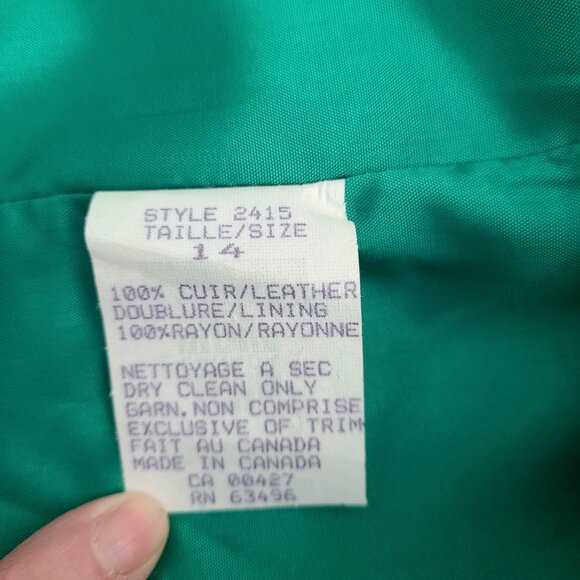 STYLE 2415
TAILLE/SIZE
14
100% CUIR/LEATHER
DOUBLURE/LINING
100%RAYON/RAYONNE
NETTOYAGE A SEC
DRY CLEAN ONLY
GARN.NON COMPRISE
EXCLUSIVE OF TRIM
FAIT AU CANADA
MADE IN CANADA
CA 00427
RN 63496